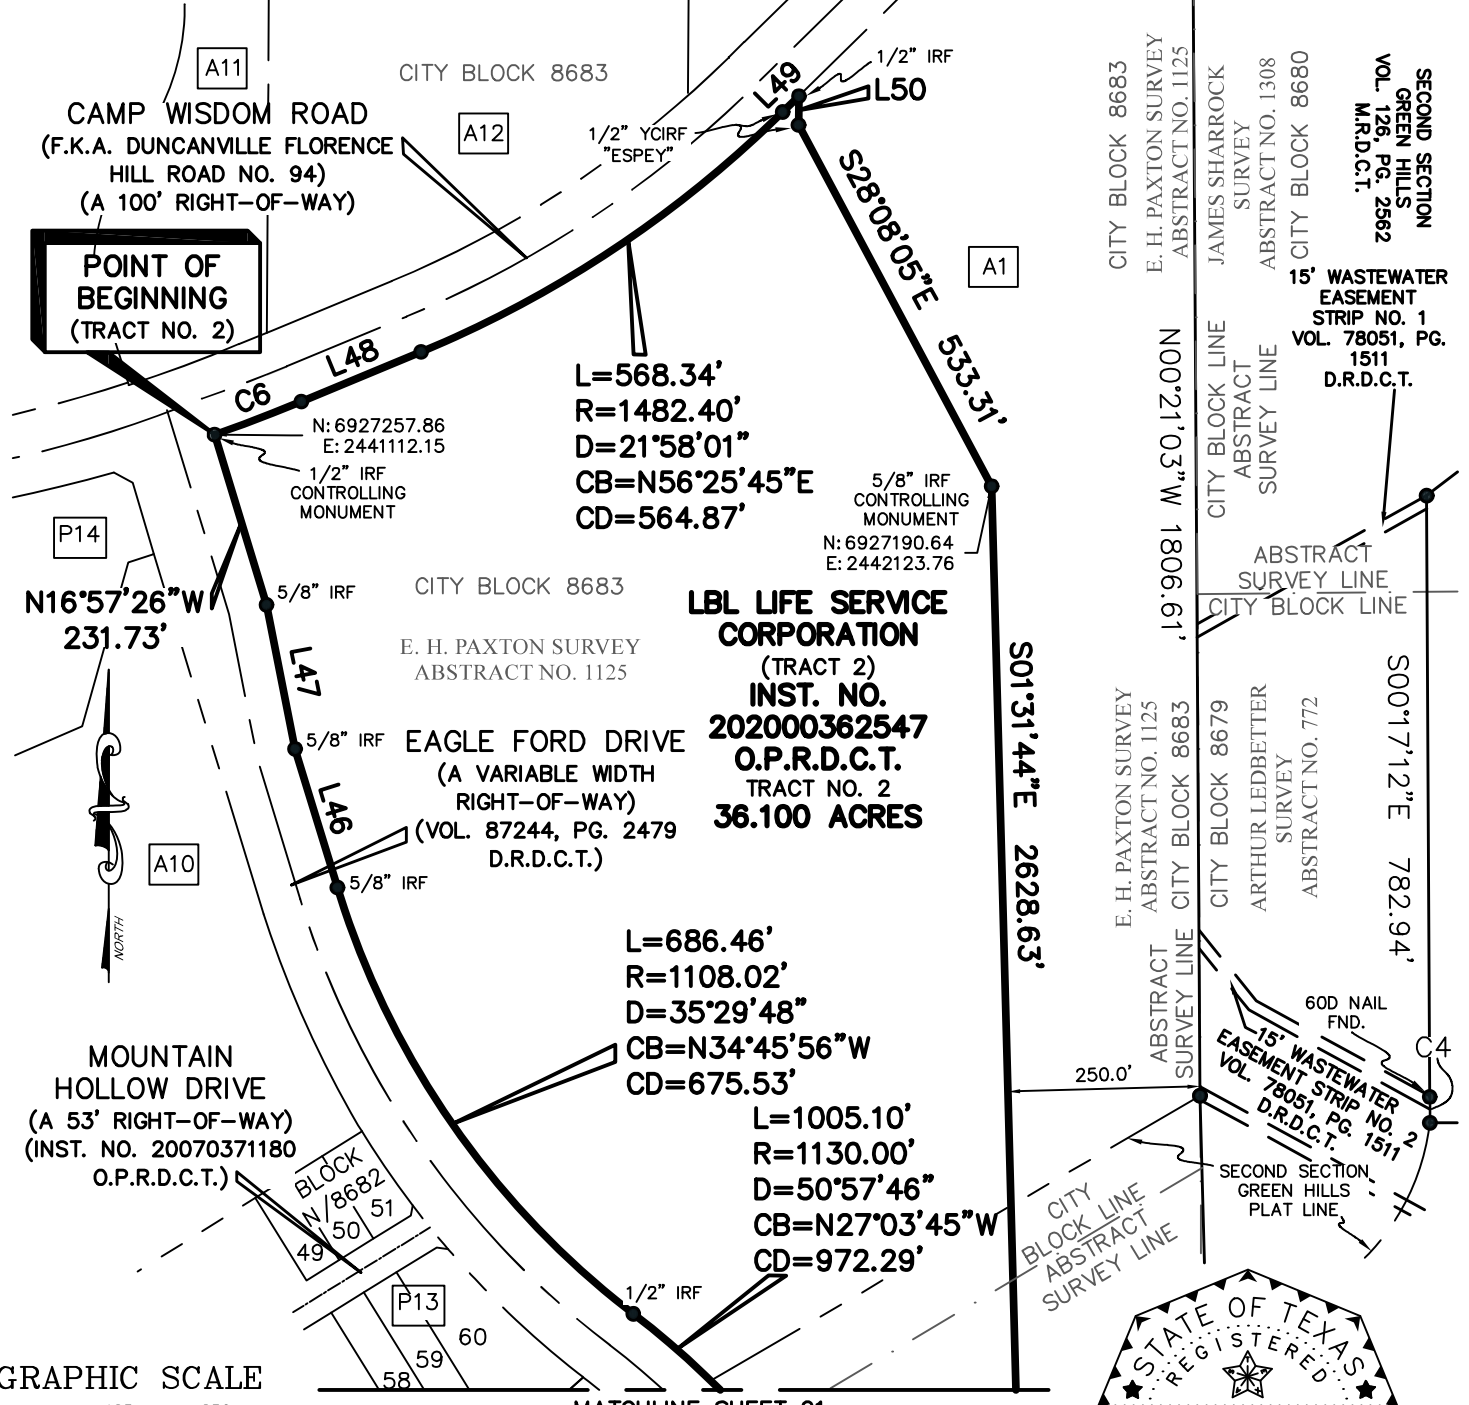 A11
CITY BLOCK 8683
CAMP WISDOM ROAD
(F.K.A. DUNCANVILLE FLORENCE
HILL ROAD NO. 94)
(A 100' RIGHT-OF-WAY)
A12
L49
1/2" IRF
L50
1/2" YCIRF
"ESPEY"
POINT OF
BEGINNING
(TRACT NO. 2)
C6
L48
N: 6927257.86
E: 2441112.15
1/2" IRF
CONTROLLING
MONUMENT
L=568.34'
R=1482.40'
D=21°58'01"
CB=N56°25'45"E
CD=564.87'
S28°08'05"E 533.31'
A1
5/8" IRF
CONTROLLING
MONUMENT
N: 6927190.64
E: 2442123.76
CITY BLOCK 8683
E. H. PAXTON SURVEY
ABSTRACT NO. 1125
JAMES SHARROCK
SURVEY
ABSTRACT NO. 1308
CITY BLOCK 8680
SECOND SECTION
GREEN HILLS
VOL. 126, PG. 2562
M.R.D.C.T.
15' WASTEWATER
EASEMENT
STRIP NO. 1
VOL. 78051, PG.
1511
D.R.D.C.T.
N00°21'03"W 1806.61'
CITY BLOCK LINE
ABSTRACT
SURVEY LINE
ABSTRACT
SURVEY LINE
CITY BLOCK LINE
P14
N16°57'26"W
231.73'
5/8" IRF
CITY BLOCK 8683
E. H. PAXTON SURVEY
ABSTRACT NO. 1125
L47
5/8" IRF
L46
5/8" IRF
EAGLE FORD DRIVE
(A VARIABLE WIDTH
RIGHT-OF-WAY)
(VOL. 87244, PG. 2479
D.R.D.C.T.)
LBL LIFE SERVICE
CORPORATION
(TRACT 2)
INST. NO.
202000362547
O.P.R.D.C.T.
TRACT NO. 2
36.100 ACRES
S01°31'44"E 2628.63'
E. H. PAXTON SURVEY
ABSTRACT NO. 1125
CITY BLOCK 8683
CITY BLOCK 8679
ARTHUR LEDBETTER
SURVEY
ABSTRACT NO. 772
S00°17'12"E 782.94'
ABSTRACT
SURVEY LINE
A10
NORTH
L=686.46'
R=1108.02'
D=35°29'48"
CB=N34°45'56"W
CD=675.53'
60D NAIL
FND.
C4
15' WASTEWATER
EASEMENT STRIP NO. 2
VOL. 78051, PG. 1511
D.R.D.C.T.
250.0'
MOUNTAIN
HOLLOW DRIVE
(A 53' RIGHT-OF-WAY)
(INST. NO. 20070371180
O.P.R.D.C.T.)
BLOCK
N/8682
49
50
51
L=1005.10'
R=1130.00'
D=50°57'46"
CB=N27°03'45"W
CD=972.29'
SECOND SECTION
GREEN HILLS
PLAT LINE
CITY
BLOCK LINE
ABSTRACT
SURVEY LINE
1/2" IRF
P13
60
59
58
GRAPHIC SCALE
MATCHLINE SHEET 21
STATE OF TEXAS
REGISTERED